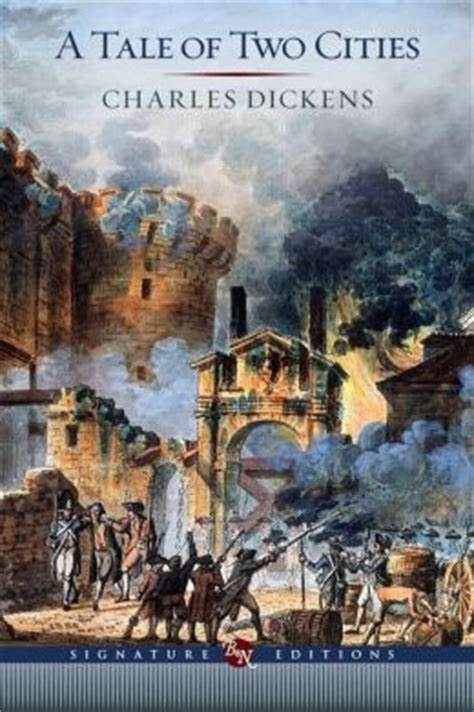 A TALE OF TWO CITIES
CHARLES DICKENS
SIGNATURE B&N EDITIONS